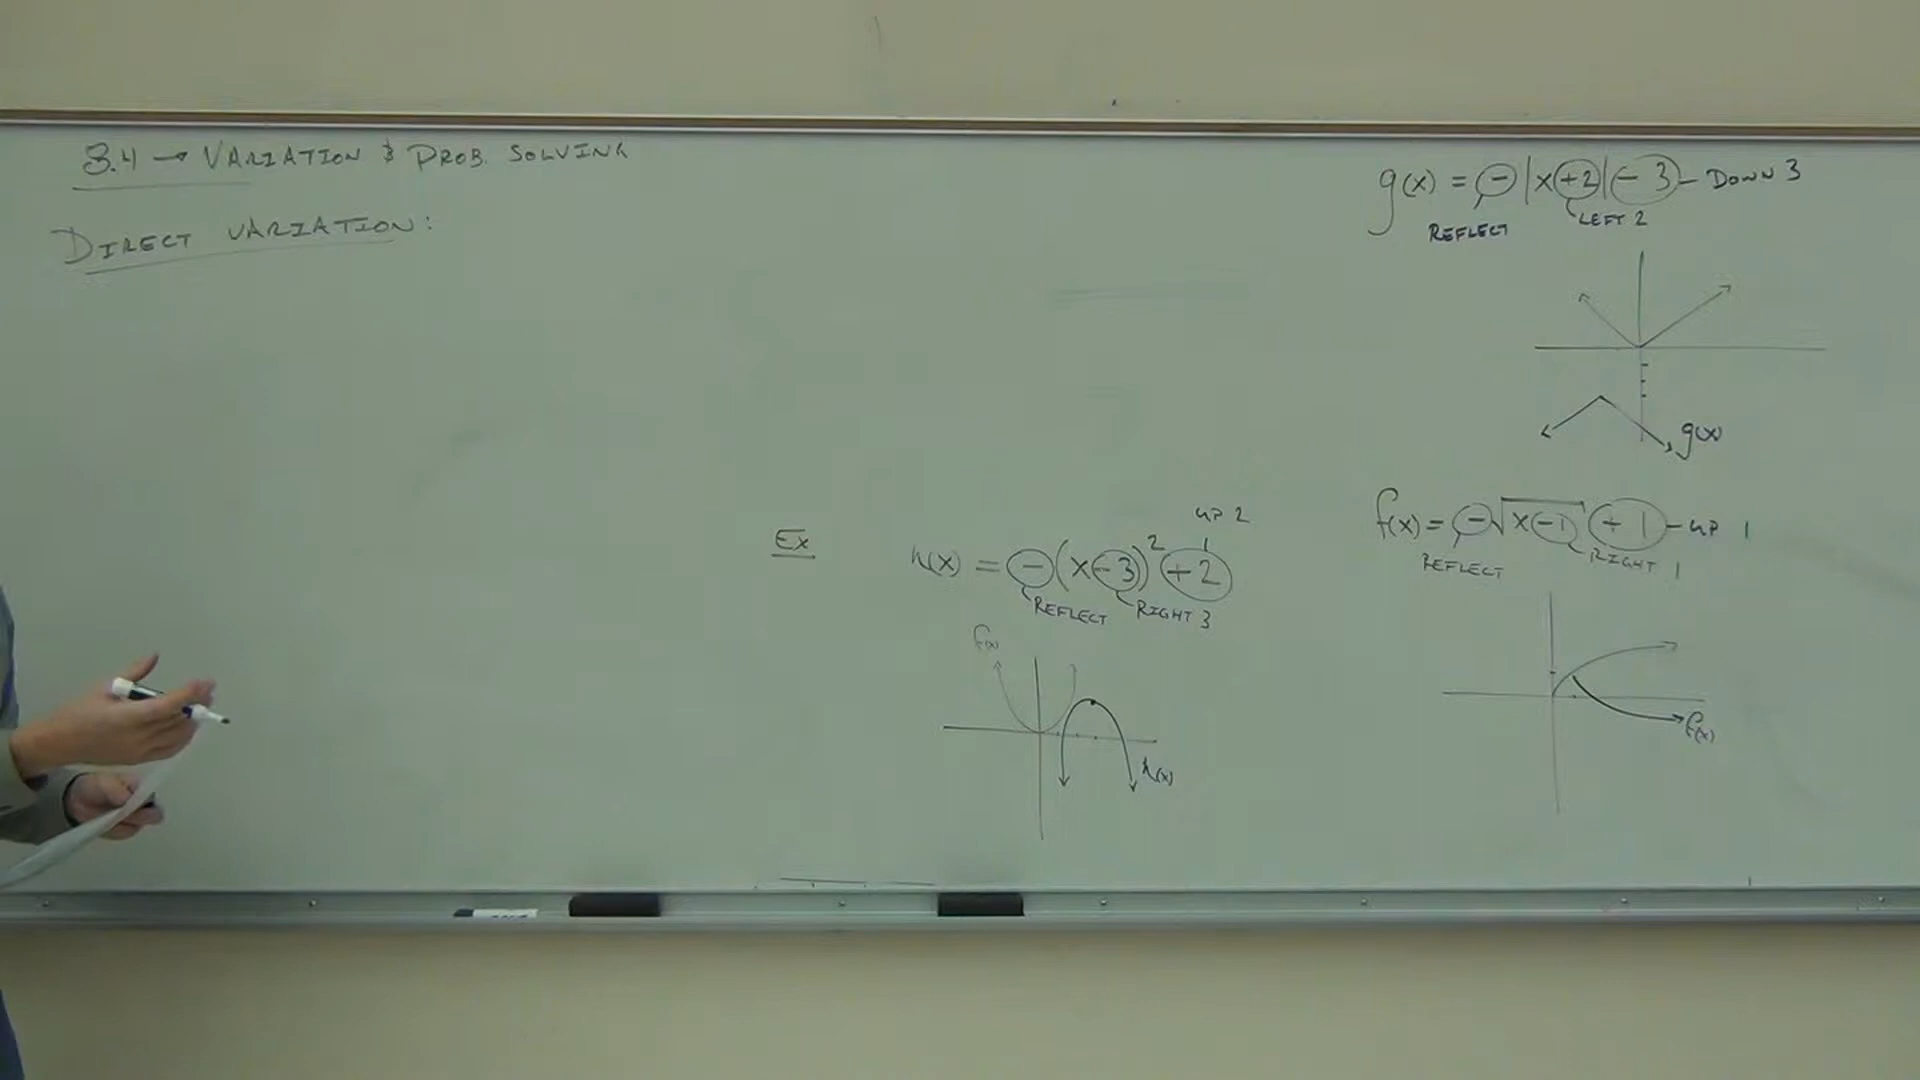 8.4 → VARIATION & PROB. SOLVING
DIRECT VARIATION:
Ex
UP 2
h(x) = -(x-3)² +2
REFLECT RIGHT 3
f(x)
h(x)
g(x) = -|x+2| -3 - DOWN 3
REFLECT LEFT 2
g(x)
f(x) = -√x-1 +1 - UP 1
REFLECT RIGHT 1
f(x)